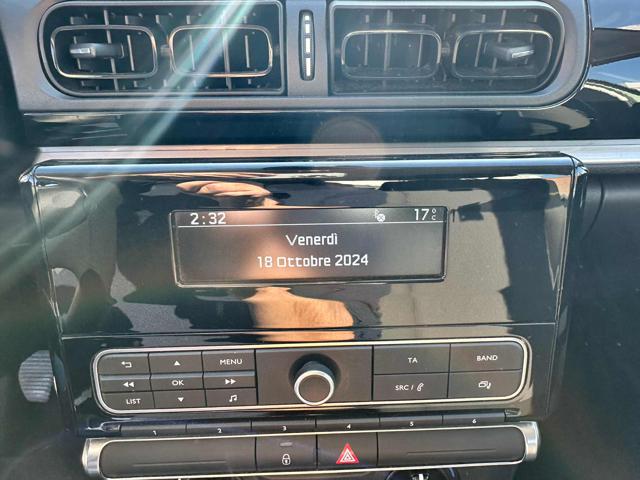 2:32 17°C
Venerdì
18 Ottobre 2024
MENU TA BAND
OK
LIST SRC/
1 2 3 4 5 6